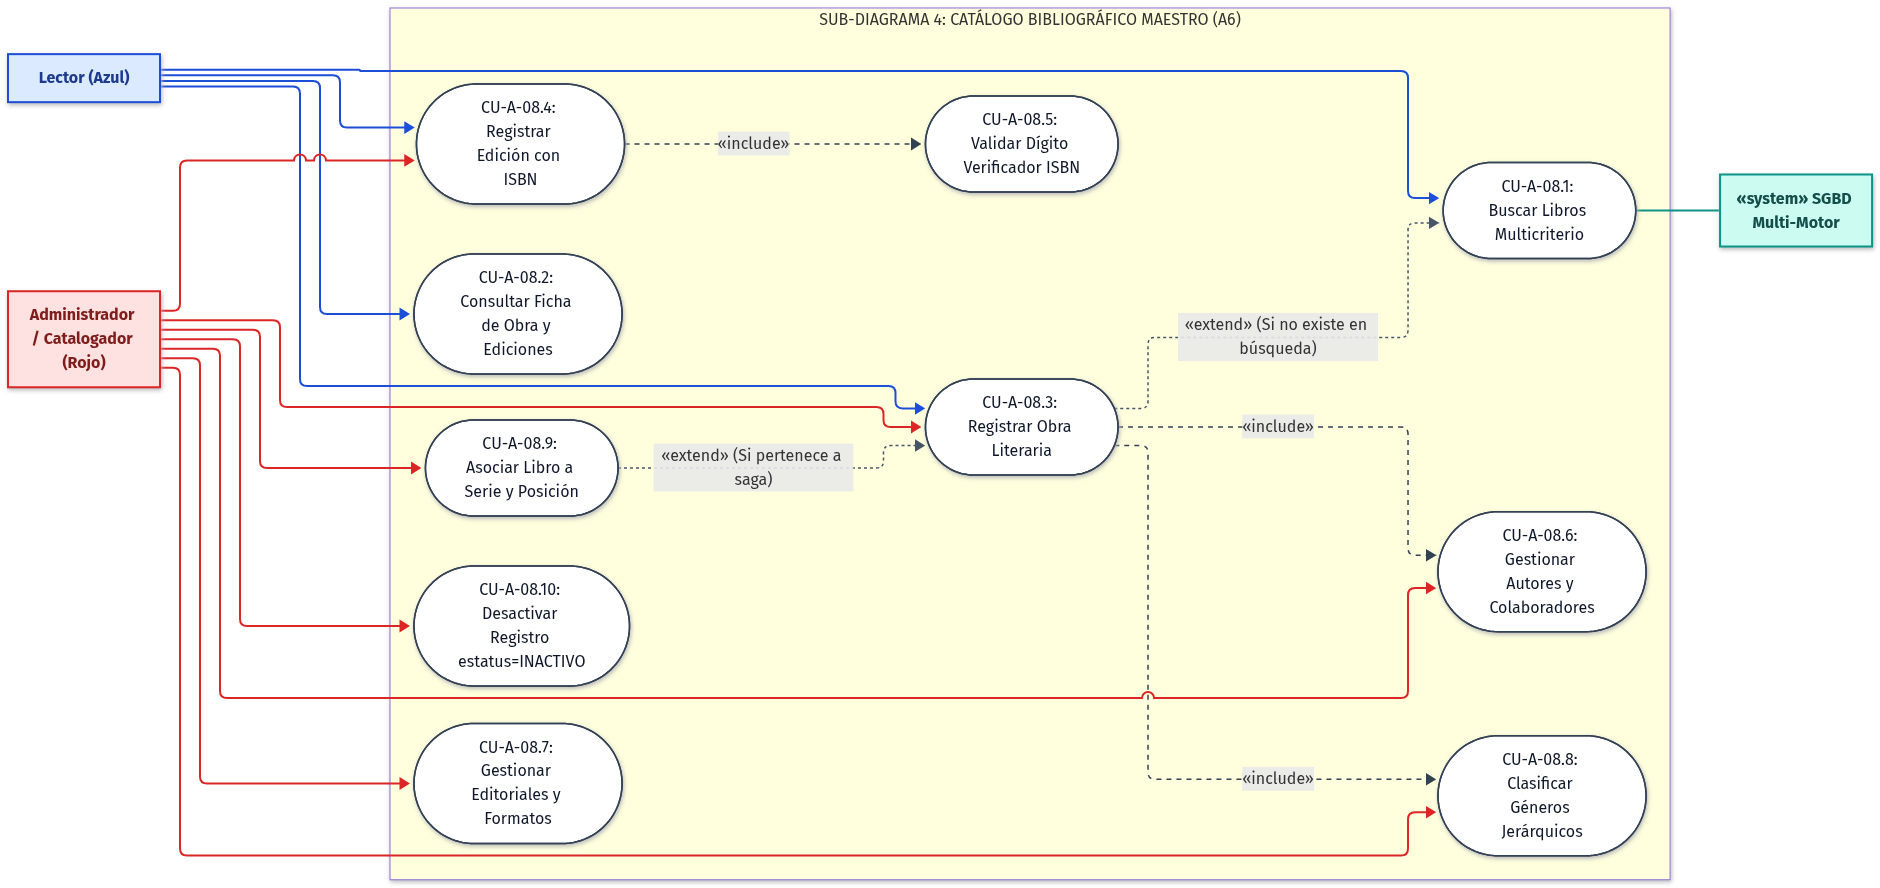 SUB-DIAGRAMA 4: CATÁLOGO BIBLIOGRÁFICO MAESTRO (A6)
Lector (Azul)
CU-A-08.4:
Registrar
Edición con
ISBN
«include»
CU-A-08.5:
Validar Dígito
Verificador ISBN
CU-A-08.1:
Buscar Libros
Multicriterio
«system» SGBD
Multi-Motor
CU-A-08.2:
Consultar Ficha
de Obra y
Ediciones
Administrador
/ Catalogador
(Rojo)
«extend» (Si no existe en
búsqueda)
CU-A-08.3:
Registrar Obra
Literaria
«include»
CU-A-08.9:
Asociar Libro a
Serie y Posición
«extend» (Si pertenece a
saga)
CU-A-08.6:
Gestionar
Autores y
Colaboradores
CU-A-08.10:
Desactivar
Registro
estatus=INACTIVO
CU-A-08.7:
Gestionar
Editoriales y
Formatos
«include»
CU-A-08.8:
Clasificar
Géneros
Jerárquicos